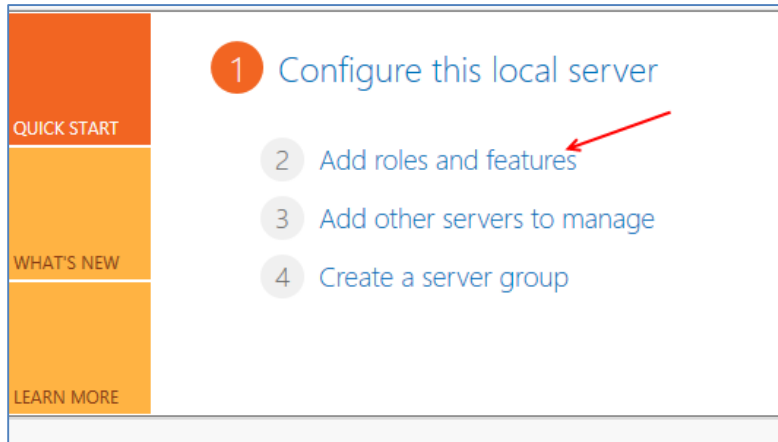 QUICK START
WHAT'S NEW
LEARN MORE
1 Configure this local server
2 Add roles and features
3 Add other servers to manage
4 Create a server group